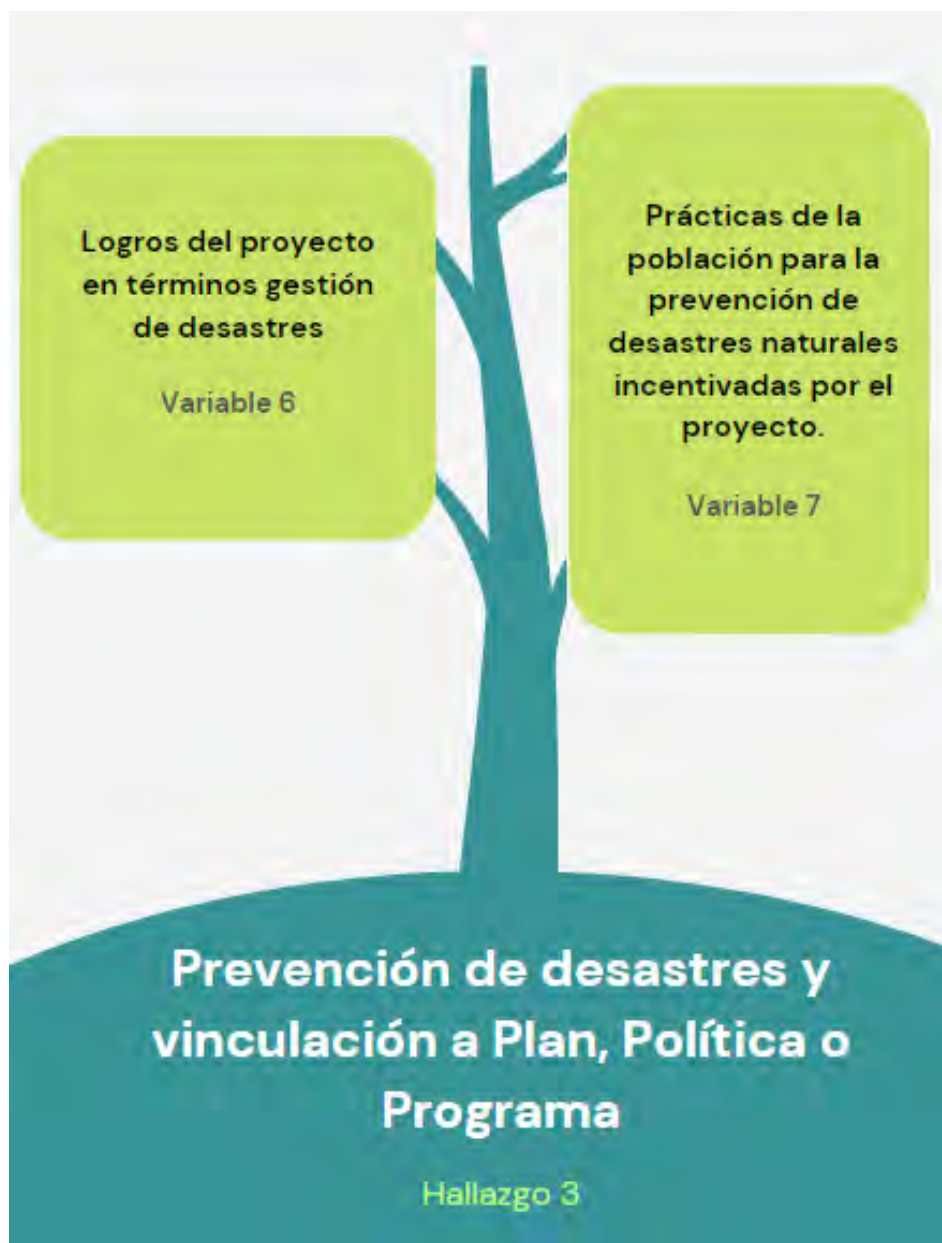 Logros del proyecto
en términos gestión
de desastres
Variable 6
Prácticas de la
población para la
prevención de
desastres naturales
incentivadas por el
proyecto.
Variable 7
Prevención de desastres y
vinculación a Plan, Política o
Programa
Hallazgo 3